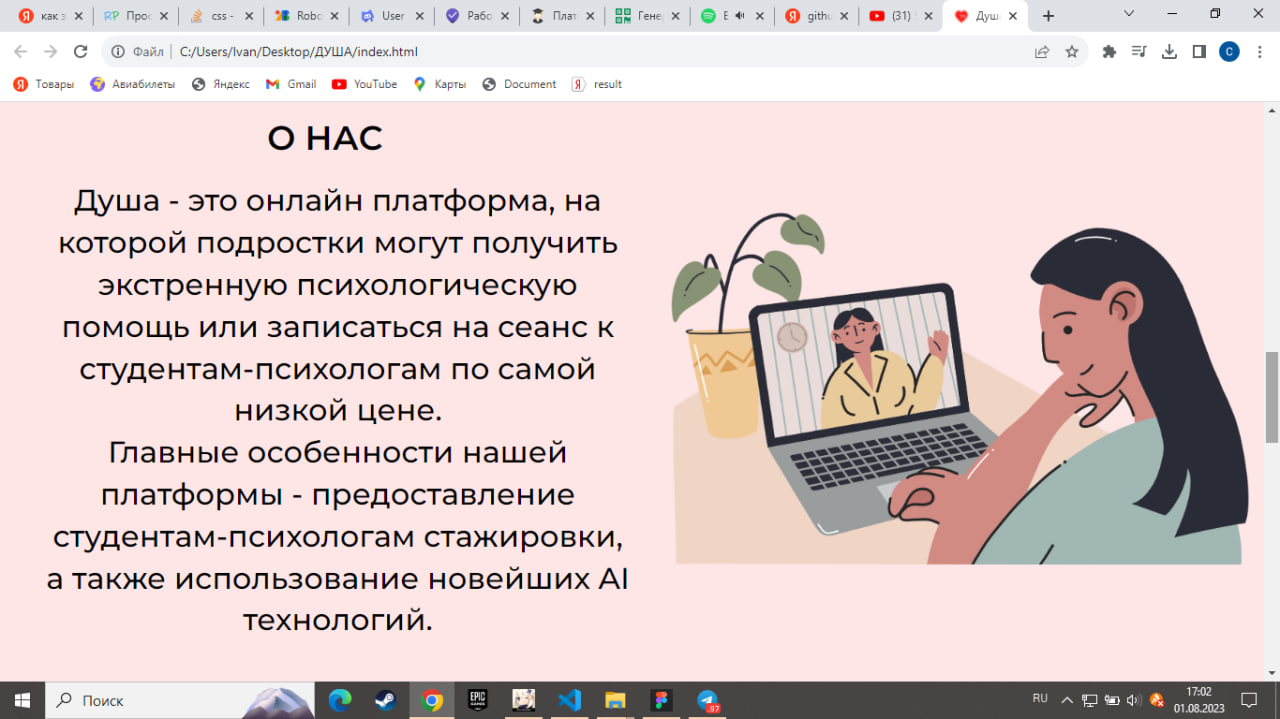 как з
Прос
css -
Robo
User
Рабо
Плат
Гене
githu
(31)
Душа
Файл
C:/Users/Ivan/Desktop/ДУША/index.html
C
Товары
Авиабилеты
Яндекс
Gmail
YouTube
Карты
Document
result
О НАС
Душа - это онлайн платформа, на
которой подростки могут получить
экстренную психологическую
помощь или записаться на сеанс к
студентам-психологам по самой
низкой цене.
Главные особенности нашей
платформы - предоставление
студентам-психологам стажировки,
а также использование новейших AI
технологий.
Поиск
EPIC GAMES
97
RU
17:02
01.08.2023